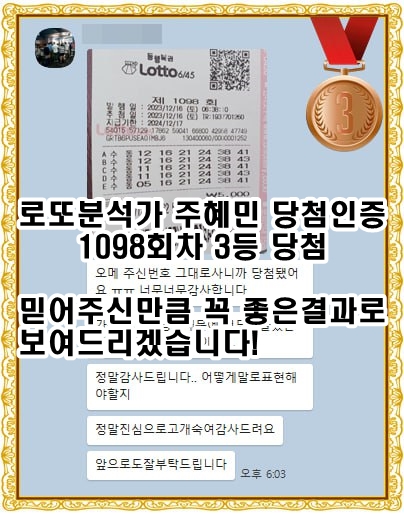 동행복권
Lotto 6/45
3
제 1098 회
발 행 일 : 2023/12/16 (토)
추 첨 일 : 2023/12/16 (토)
지급기한 : 2024/12/17
A 수동 12 16 21 24 38 41
B 수동 12 16 21 24 38 41
C 수동 12 16 21 24 38 41
D 수동 12 16 21 24 38 41
E 수동 05 16 21 24 38 41
₩5,000
로또분석가 주혜민 당첨인증
1098회차 3등 당첨
오메 주신번호 그대로사니까 당첨됐어
요 ㅠㅠ 너무너무감사합니다
믿어주신만큼 꼭 좋은결과로
보여드리겠습니다!
정말감사드립니다.. 어떻게말로표현해
야할지
정말진심으로고개숙여감사드려요
앞으로도잘부탁드립니다
오후 6:03